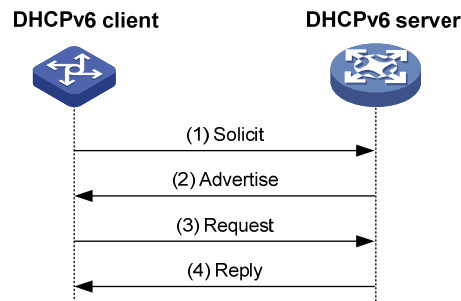 DHCPv6 client
DHCPv6 server
(1) Solicit
(2) Advertise
(3) Request
(4) Reply